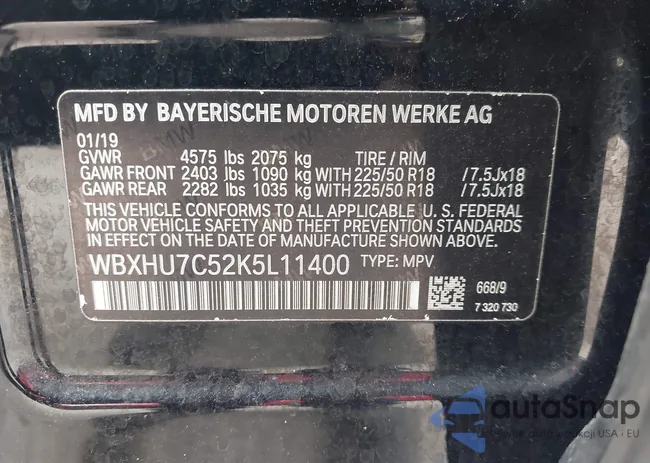 MFD BY BAYERISCHE MOTOREN WERKE AG
01/19
GVWR 4575 lbs 2075 kg TIRE / RIM
GAWR FRONT 2403 lbs 1090 kg WITH 225/50 R18 /7.5Jx18
GAWR REAR 2282 lbs 1035 kg WITH 225/50 R18 /7.5Jx18
THIS VEHICLE CONFORMS TO ALL APPLICABLE U. S. FEDERAL
MOTOR VEHICLE SAFETY AND THEFT PREVENTION STANDARDS
IN EFFECT ON THE DATE OF MANUFACTURE SHOWN ABOVE.
WBXHU7C52K5L11400 TYPE: MPV
668/9
7 320 730
autoSnap
aukcji USA · EU